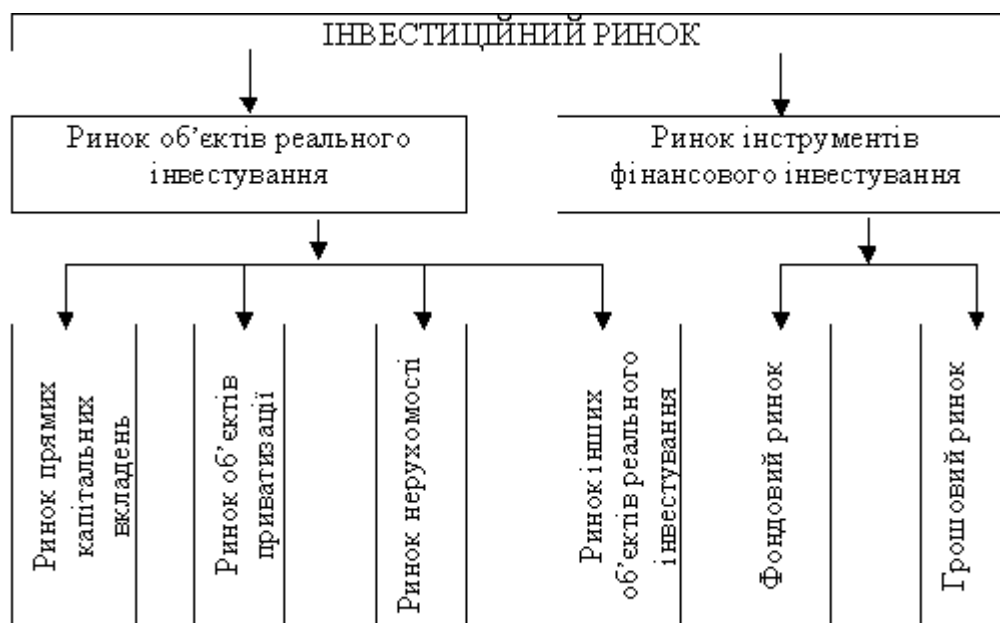 ІНВЕСТИЦІЙНИЙ РИНОК
Ринок об’єктів реального
інвестування
Ринок інструментів
фінансового інвестування
Ринок прямих
капітальних
вкладень
Ринок об’єктів
приватизації
Ринок нерухомості
Ринок інших
об’єктів реального
інвестування
Фондовий ринок
Грошовий ринок